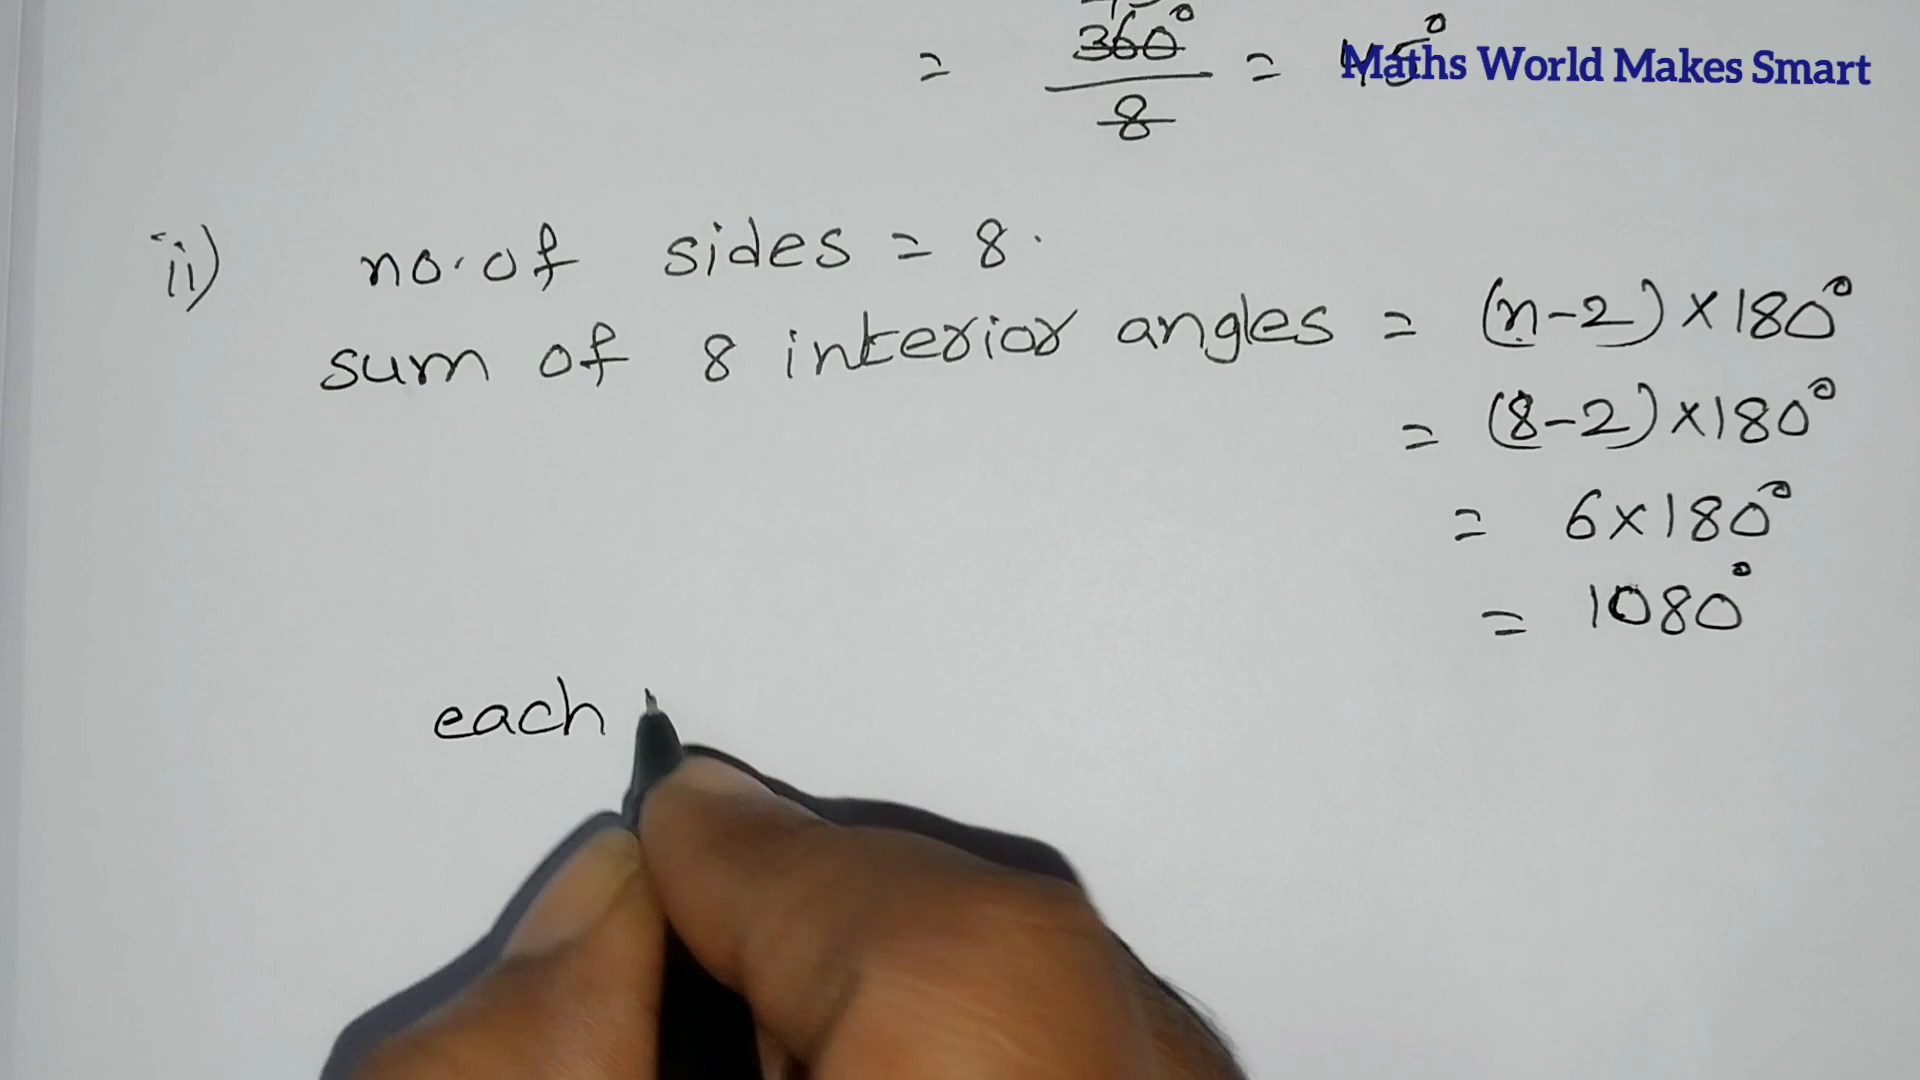 = 360° / 8 = 45°
Maths World Makes Smart
ii) no. of sides = 8.
sum of 8 interior angles = (n-2) × 180°
= (8-2) × 180°
= 6 × 180°
= 1080°
each